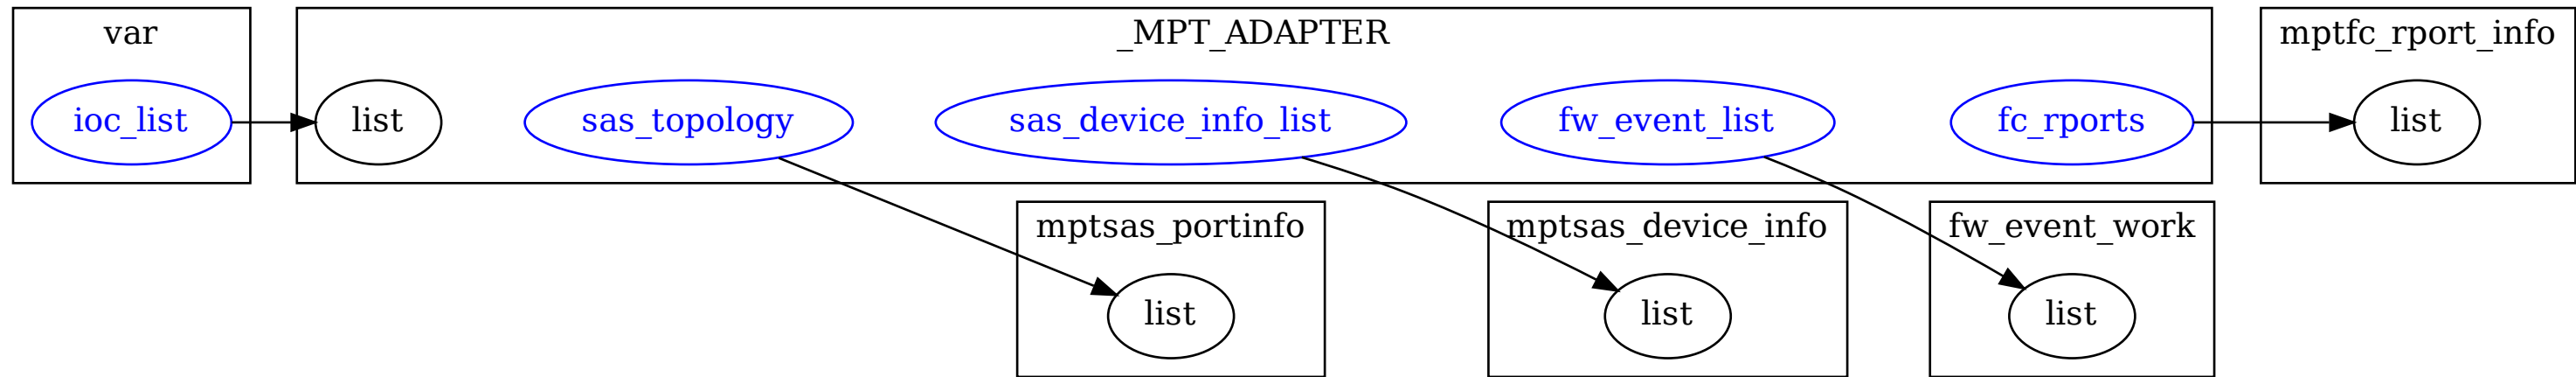 var
_MPT_ADAPTER
mptfc_rport_info
ioc_list
list
sas_topology
sas_device_info_list
fw_event_list
fc_rports
list
mptsas_portinfo
mptsas_device_info
fw_event_work
list
list
list